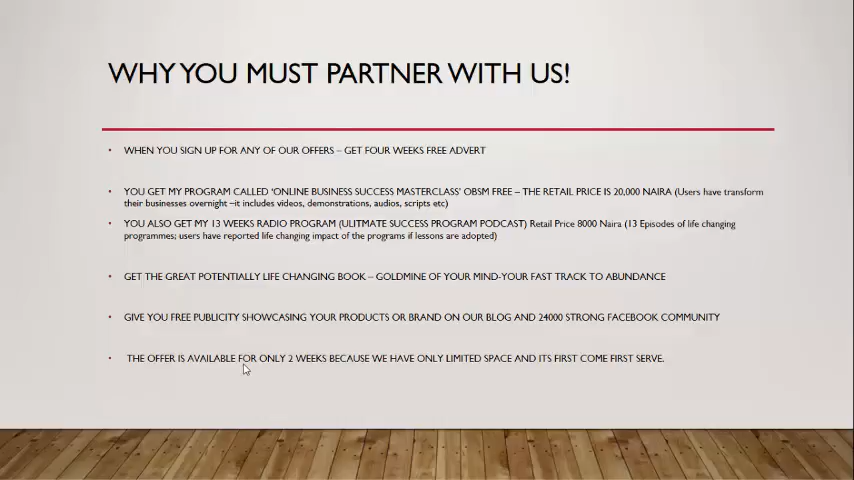 WHY YOU MUST PARTNER WITH US!
• WHEN YOU SIGN UP FOR ANY OF OUR OFFERS – GET FOUR WEEKS FREE ADVERT
• YOU GET MY PROGRAM CALLED ‘ONLINE BUSINESS SUCCESS MASTERCLASS’ OBSM FREE – THE RETAIL PRICE IS 20,000 NAIRA (Users have transform
their businesses overnight –it includes videos, demonstrations, audios, scripts etc)
• YOU ALSO GET MY 13 WEEKS RADIO PROGRAM (ULITMATE SUCCESS PROGRAM PODCAST) Retail Price 8000 Naira (13 Episodes of life changing
programmes; users have reported life changing impact of the programs if lessons are adopted)
• GET THE GREAT POTENTIALLY LIFE CHANGING BOOK – GOLDMINE OF YOUR MIND-YOUR FAST TRACK TO ABUNDANCE
• GIVE YOU FREE PUBLICITY SHOWCASING YOUR PRODUCTS OR BRAND ON OUR BLOG AND 24000 STRONG FACEBOOK COMMUNITY
• THE OFFER IS AVAILABLE FOR ONLY 2 WEEKS BECAUSE WE HAVE ONLY LIMITED SPACE AND ITS FIRST COME FIRST SERVE.